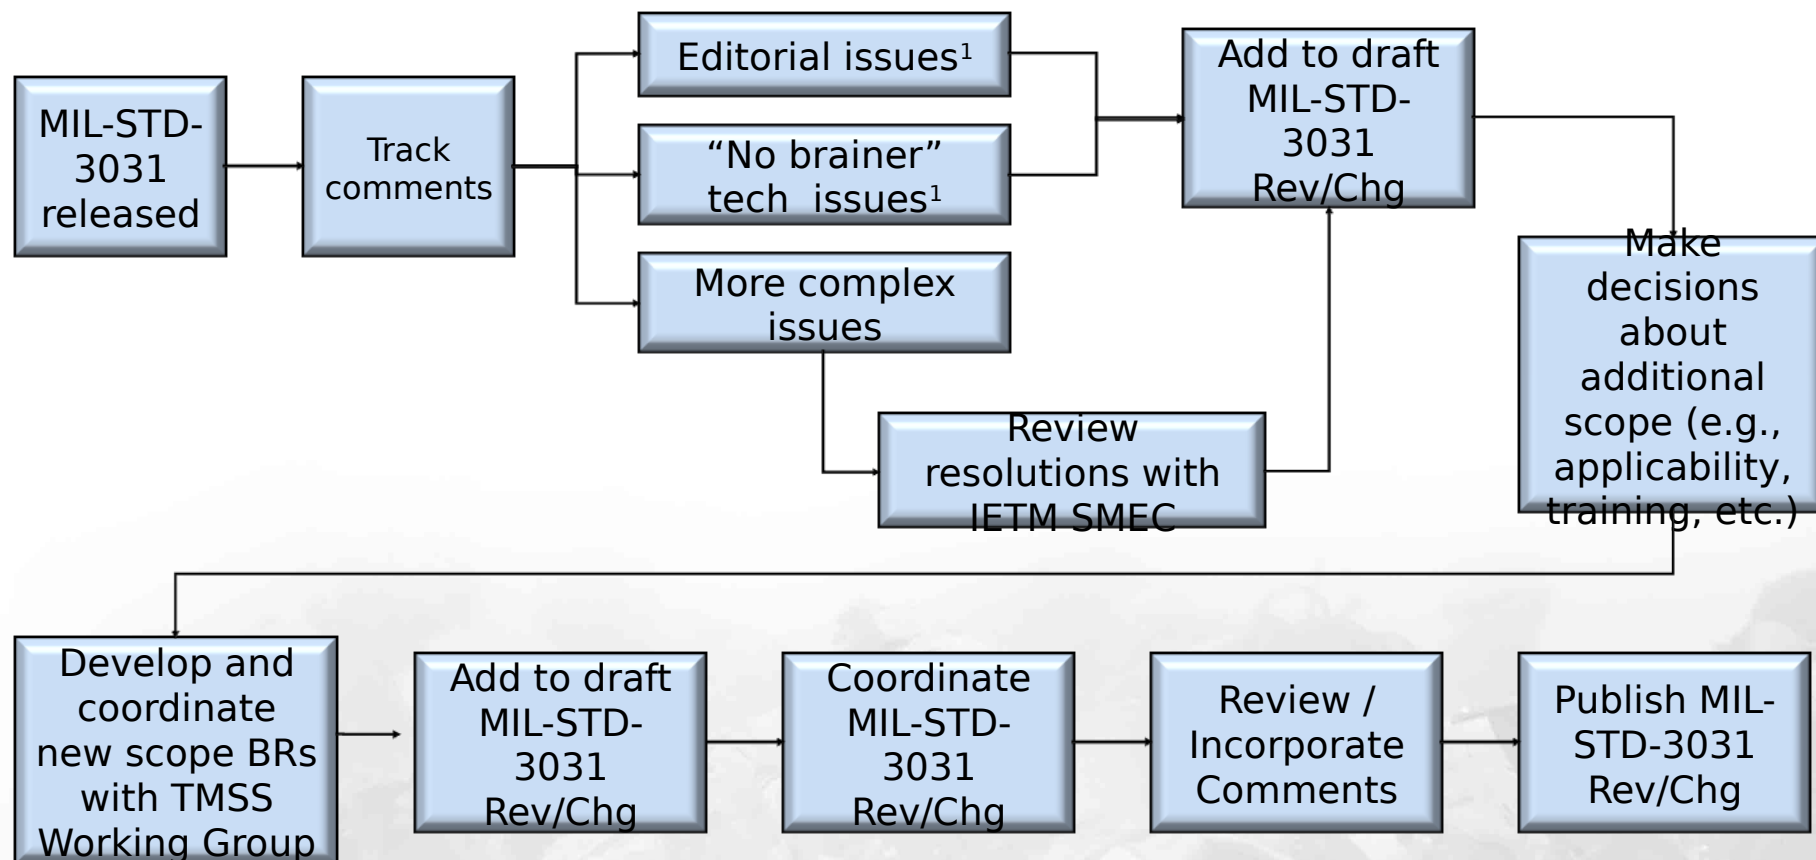 MIL-STD-
3031
released
Track
comments
Editorial issues¹
“No brainer”
tech  issues¹
More complex
issues
Review
resolutions with
IETM SMEC
Add to draft
MIL-STD-
3031
Rev/Chg
Make
decisions
about
additional
scope (e.g.,
applicability,
training, etc.)
Develop and
coordinate
new scope BRs
with TMSS
Working Group
Add to draft
MIL-STD-
3031
Rev/Chg
Coordinate
MIL-STD-
3031
Rev/Chg
Review /
Incorporate
Comments
Publish MIL-
STD-3031
Rev/Chg